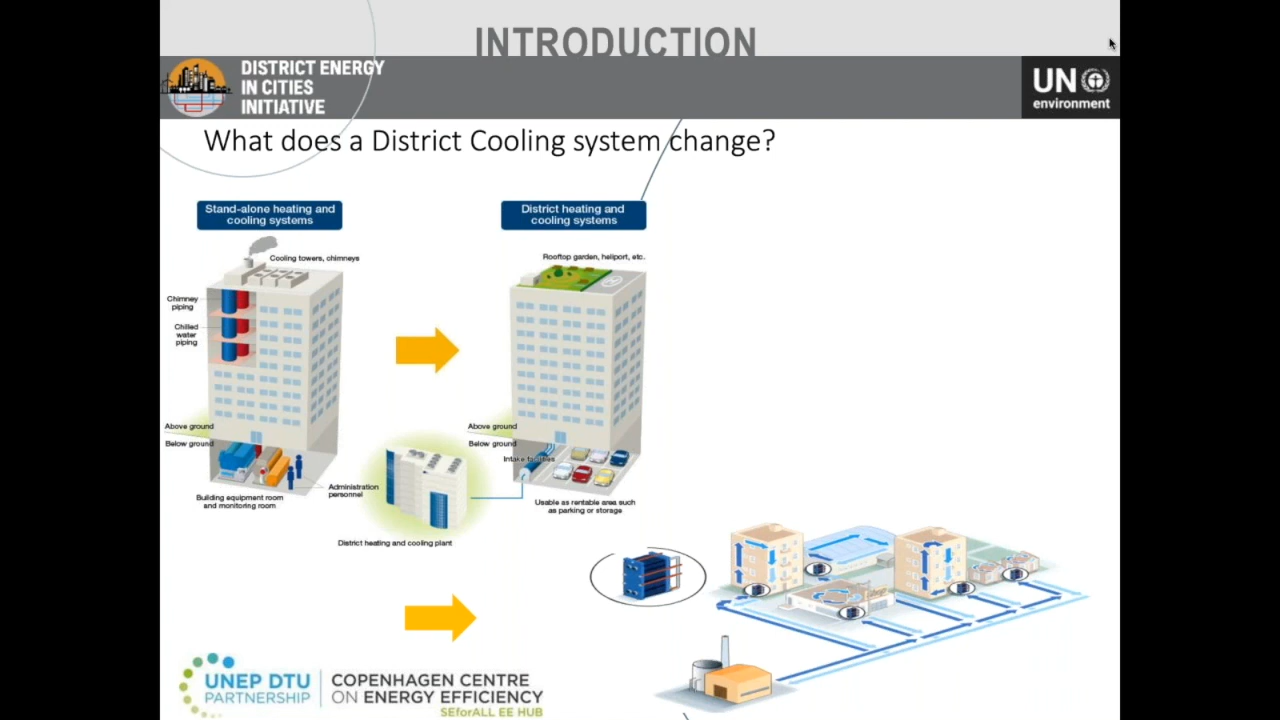 INTRODUCTION
DISTRICT ENERGY
IN CITIES
INITIATIVE
UN
environment
What does a District Cooling system change?
Stand-alone heating and
cooling systems
District heating and
cooling systems
Cooling towers, chimneys
Rooftop garden, heliport, etc.
Chimney
piping
Chilled
water
piping
Above ground
Below ground
Above ground
Below ground
Intake facilities
Administration
personnel
Building equipment room
and monitoring room
Usable as rentable area such
as parking or storage
District heating and cooling plant
UNEP DTU
PARTNERSHIP
COPENHAGEN CENTRE
ON ENERGY EFFICIENCY
SEforALL EE HUB